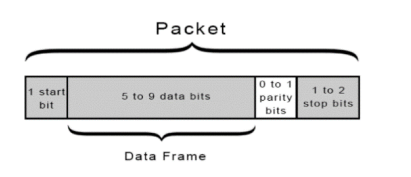 Packet
1 start
bit
5 to 9 data bits
0 to 1
parity
bits
1 to 2
stop bits
Data Frame